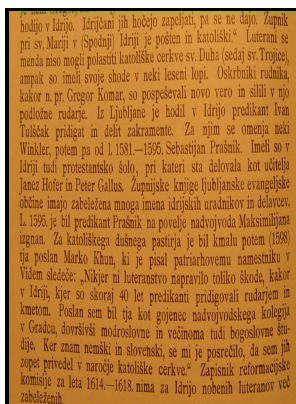 hodijo v Idrijo. Idrijčani jih hočejo zapeljati, pa se ne dajo. Župnik
pri sv. Mariji v (Spodnji) Idriji je pošten in katoliški." Luterani se
menda niso mogli polastiti katoliške cerkve sv. Duha (sedaj sv. Trojice),
ampak so imeli svoje shode v neki leseni lopi. Oskrbniki rudnika,
kakor n. pr. Gregor Komar, so pospeševali novo vero in silili v njo
podložne rudarje. Iz Ljubljane je hodil v Idrijo predikant Ivan
Tulščak pridigat in delit zakramente. Za njim se omenja neki
Winkler, potem pa od l. 1581.—1595. Sebastijan Prašnik. Imeli so v
Idriji tudi protestantsko šolo, pri kateri sta delovala kot učitelja
Janez Hofer in Peter Gallus. Župnijske knjige ljubljanske evangeljske
občine imajo zabeležena mnoga imena idrijskih uradnikov in delavcev.
L. 1595. je bil predikant Prašnik na povelje nadvojvoda Maksimilijana
izgnan. Za katoliškega dušnega pastirja je bil kmalu potem (1598)
tja poslan Marko Khun, ki je pisal patriarhovemu namestniku v
Videm sledeče: „Nikjer ni luteranstvo napravilo toliko škode, kakor
v Idriji, kjer so skoraj 40 let predikanti pridigovali rudarjem in
kmetom. Poslan sem bil tja kot gojenec nadvojvodskega kolegija
v Gradcu, dovršivši modroslovne in večinoma tudi bogoslovne štu-
dije. Ker znam nemški in slovenski, se mi je posrečilo, da sem jih
zopet privedel v naročje katoliške cerkve." Zapisnik reformacijske
komisije za leta 1614.—1618. nima za Idrijo nobenih luteranov več
zabeleženih.